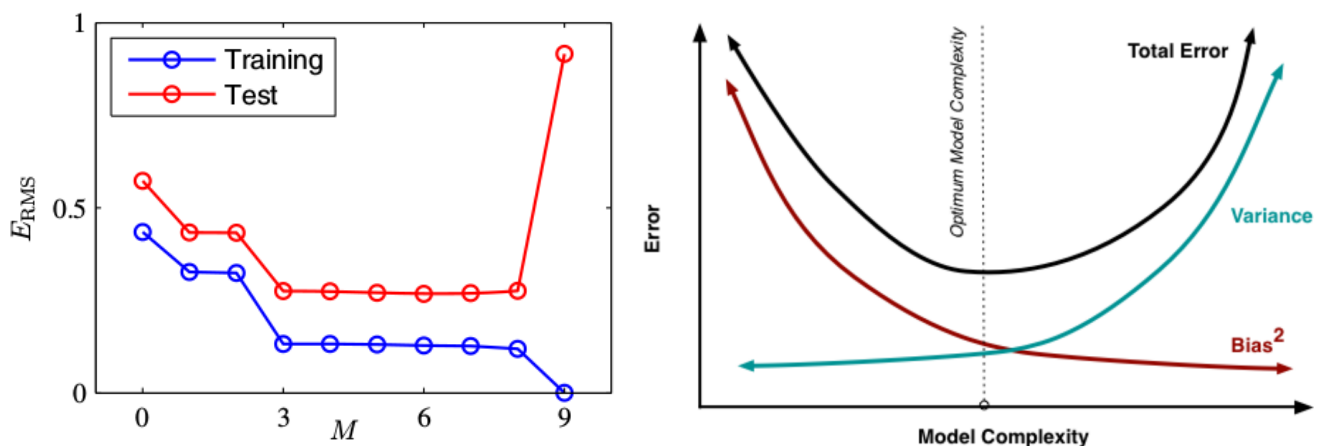 1
0.5
0
E_RMS
Training
Test
0 3 6 9
M
Error
Optimum Model Complexity
Total Error
Variance
Bias²
Model Complexity